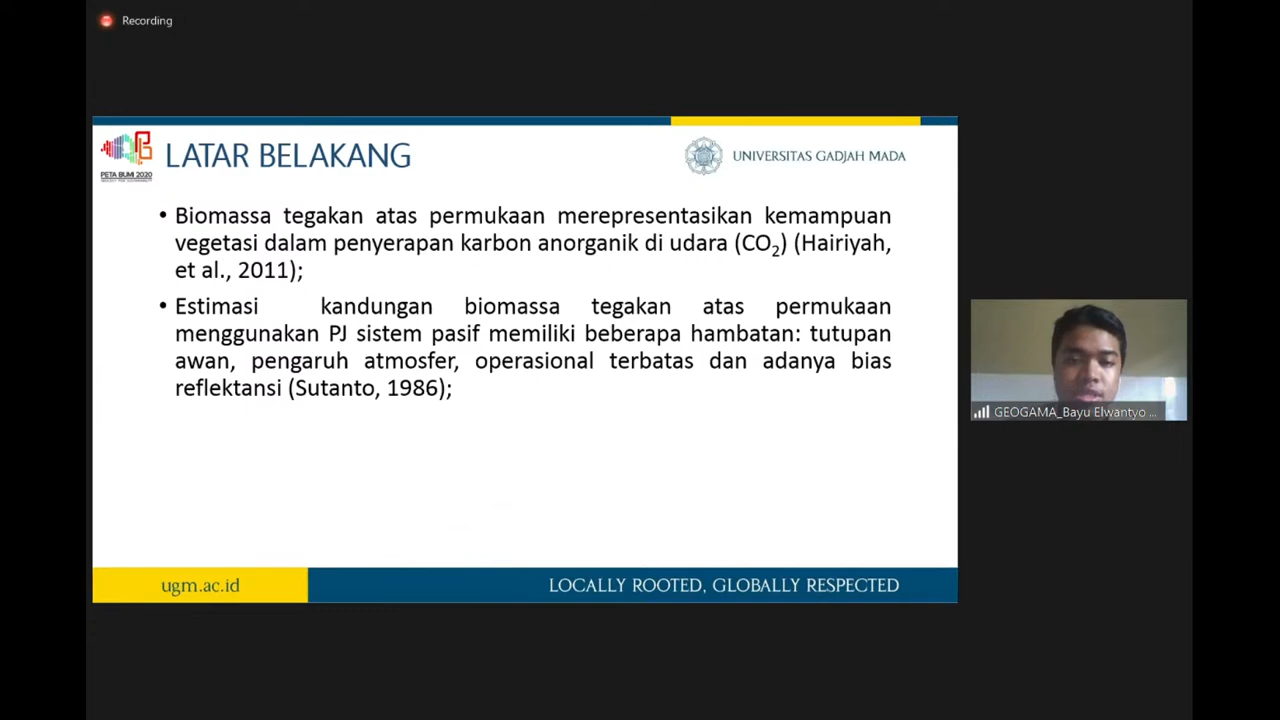 Recording
LATAR BELAKANG
PETA BUMI 2020
UNIVERSITAS GADJAH MADA
• Biomassa tegakan atas permukaan merepresentasikan kemampuan
vegetasi dalam penyerapan karbon anorganik di udara (CO₂) (Hairiyah,
et al., 2011);
• Estimasi kandungan biomassa tegakan atas permukaan
menggunakan PJ sistem pasif memiliki beberapa hambatan: tutupan
awan, pengaruh atmosfer, operasional terbatas dan adanya bias
reflektansi (Sutanto, 1986);
GEOGAMA_Bayu Elwantyo ...
ugm.ac.id
LOCALLY ROOTED, GLOBALLY RESPECTED